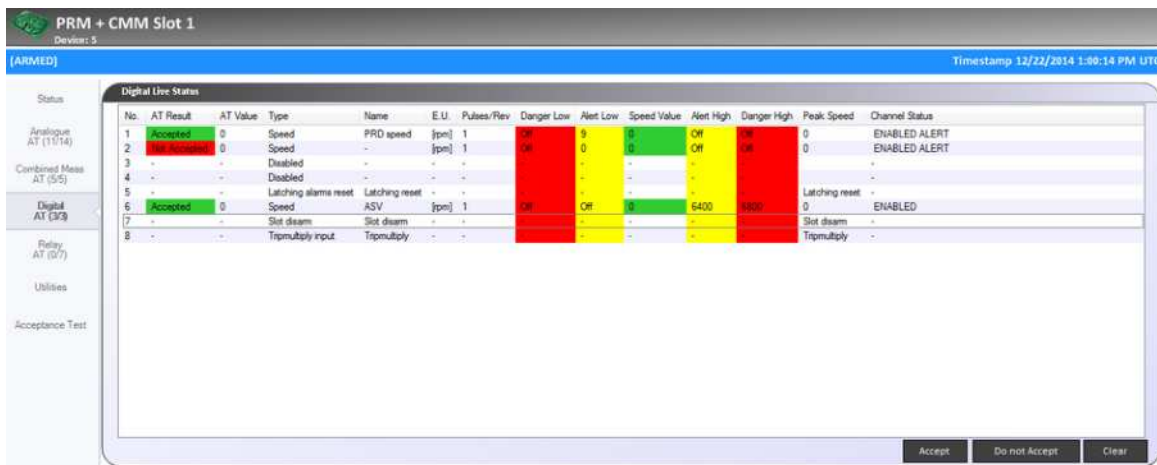 PRM + CMM Slot 1
Device: 5
(ARMED) Timestamp 12/22/2014 1:00:14 PM UTC
Status
Analogue
AT (11/14)
Combined Meas
AT (5/5)
Digital
AT (3/3)
Relay
AT (0/7)
Utilities
Acceptance Test
Digital Live Status
No. AT Result AT Value Type Name E.U. Pulses/Rev Danger Low Alert Low Speed Value Alert High Danger High Peak Speed Channel Status
1 Accepted 0 Speed PRD speed [rpm] 1 Off 9 0 Off Off 0 ENABLED ALERT
2 Not Accepted 0 Speed - [rpm] 1 Off 0 0 Off Off 0 ENABLED ALERT
3 - - Disabled - - - - - - - - -
4 - - Disabled - - - - - - - - -
5 - - Latching alarms reset Latching reset - - - - - - - Latching reset -
6 Accepted 0 Speed ASV [rpm] 1 Off Off 0 6400 6800 0 ENABLED
7 - - Slot disarm Slot disarm - - - - - - - Slot disarm -
8 - - Tripmultiply input Tripmultiply - - - - - - - Tripmultiply -
Accept Do not Accept Clear